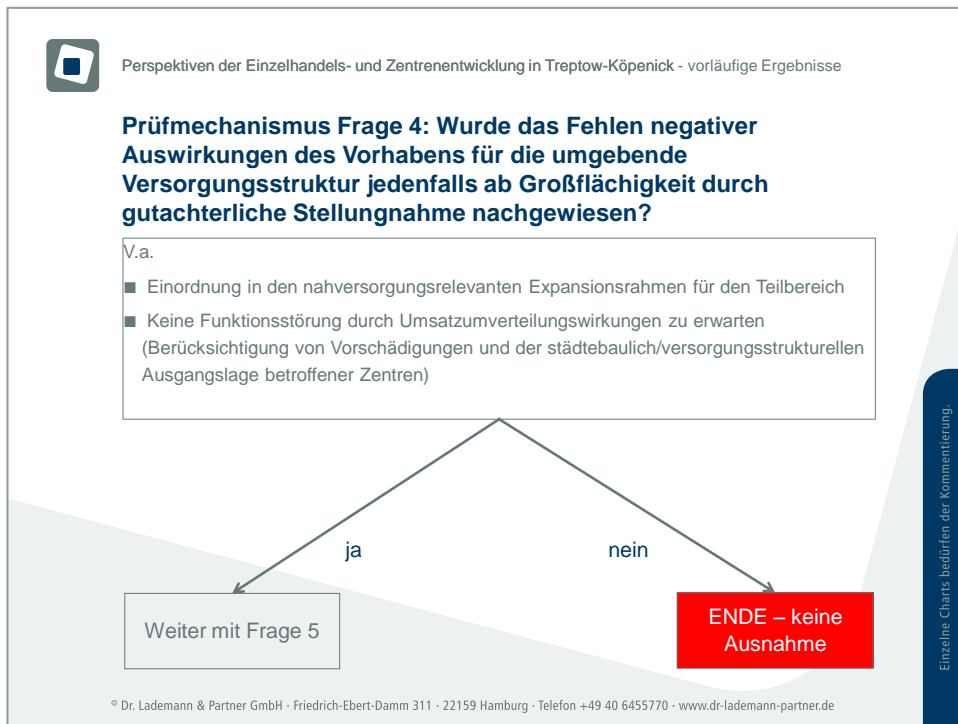 Perspektiven der Einzelhandels- und Zentrenentwicklung in Treptow-Köpenick - vorläufige Ergebnisse
Prüfmechanismus Frage 4: Wurde das Fehlen negativer
Auswirkungen des Vorhabens für die umgebende
Versorgungsstruktur jedenfalls ab Großflächigkeit durch
gutachterliche Stellungnahme nachgewiesen?
V.a.
■ Einordnung in den nahversorgungsrelevanten Expansionsrahmen für den Teilbereich
■ Keine Funktionsstörung durch Umsatzumverteilungswirkungen zu erwarten
(Berücksichtigung von Vorschädigungen und der städtebaulich/versorgungsstrukturellen
Ausgangslage betroffener Zentren)
ja
nein
Weiter mit Frage 5
ENDE – keine
Ausnahme
Einzelne Charts bedürfen der Kommentierung.
© Dr. Lademann & Partner GmbH · Friedrich-Ebert-Damm 311 · 22159 Hamburg · Telefon +49 40 6455770 · www.dr-lademann-partner.de